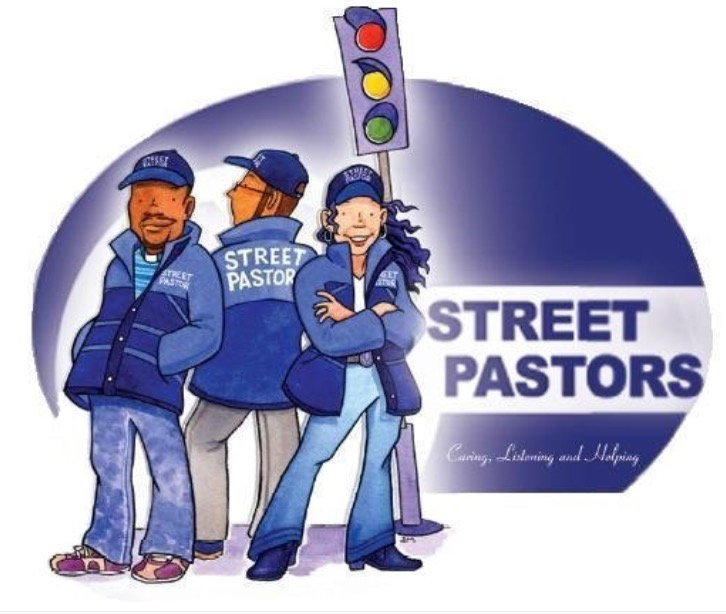 STREET
PASTOR
STREET
PASTOR
STREET
PASTOR
STREET
PASTOR
STREET
PASTORS
Caring, Listening and Helping